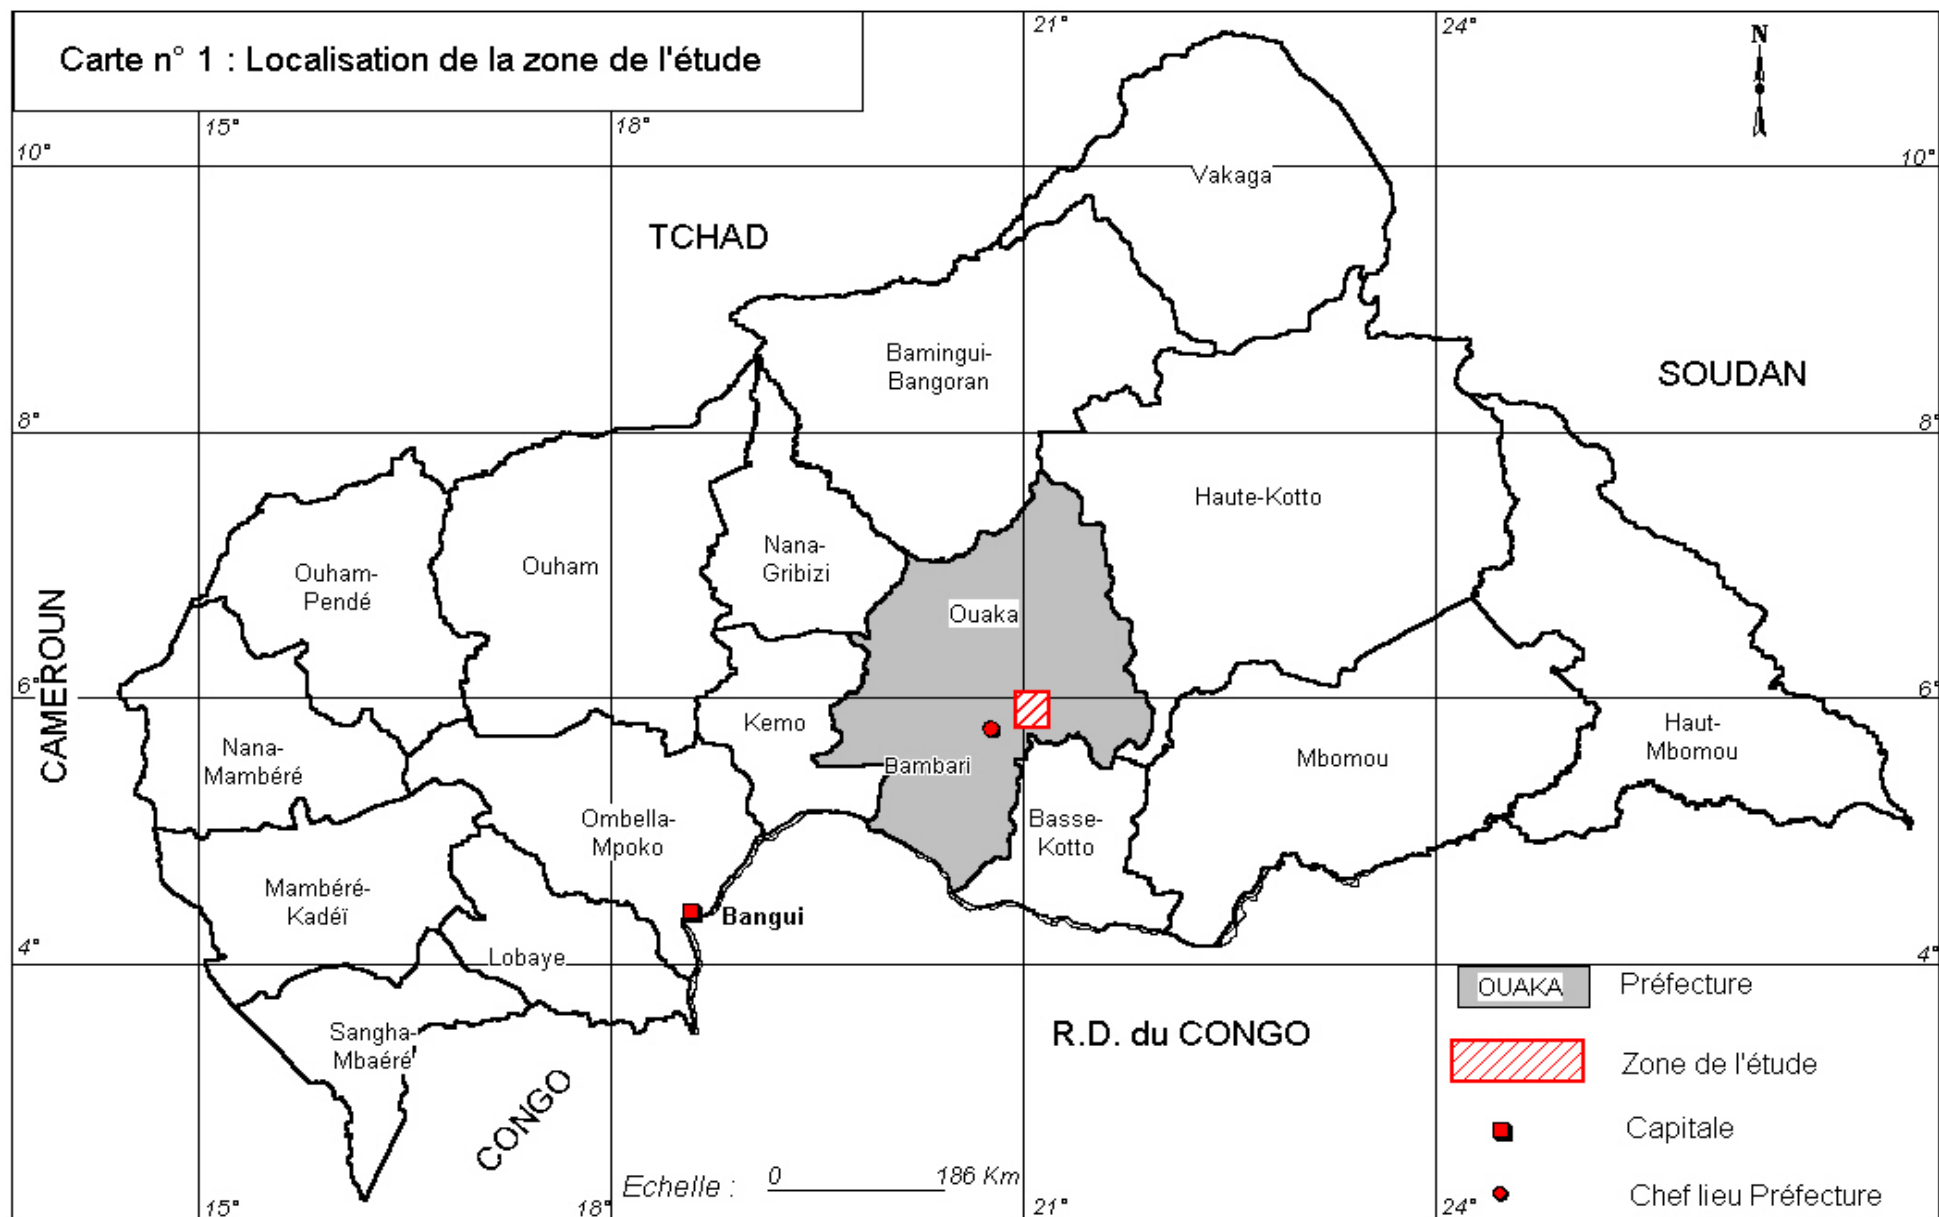 Carte n° 1 : Localisation de la zone de l'étude
21°
24°
N
15°
18°
10°
10°
Vakaga
TCHAD
Bamingui-
Bangoran
SOUDAN
8°
8°
Haute-Kotto
Nana-
Gribizi
Ouham
Ouham-
Pendé
Ouaka
CAMEROUN
6°
6°
Kemo
Haut-
Mbomou
Nana-
Mambéré
Bambari
Mbomou
Ombella-
Mpoko
Basse-
Kotto
Mambéré-
Kadéï
Bangui
4°
4°
Lobaye
OUAKA
Préfecture
Sangha-
Mbaéré
R.D. du CONGO
Zone de l'étude
CONGO
Capitale
Echelle :
0
186 Km
Chef lieu Préfecture
15°
18°
21°
24°